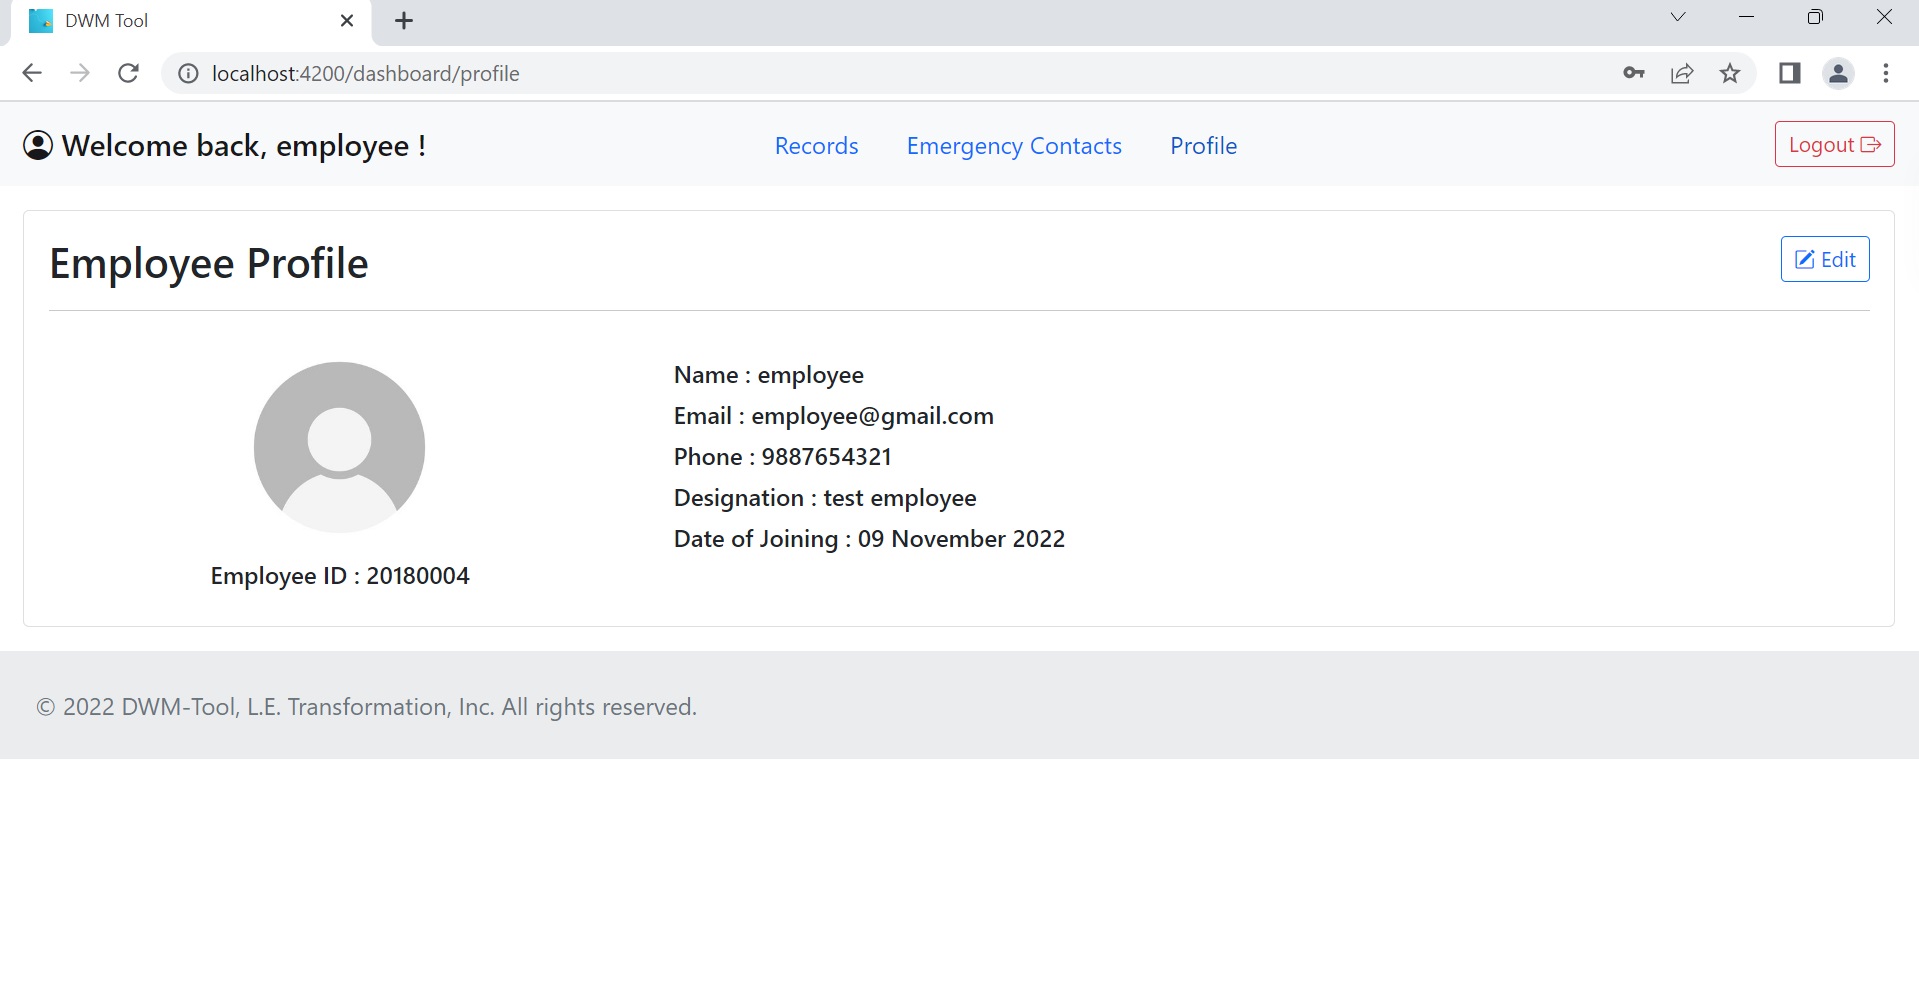 DWM Tool
localhost:4200/dashboard/profile
Welcome back, employee !
Records
Emergency Contacts
Profile
Logout
Employee Profile
Edit
Name : employee
Email : employee@gmail.com
Phone : 9887654321
Designation : test employee
Date of Joining : 09 November 2022
Employee ID : 20180004
© 2022 DWM-Tool, L.E. Transformation, Inc. All rights reserved.